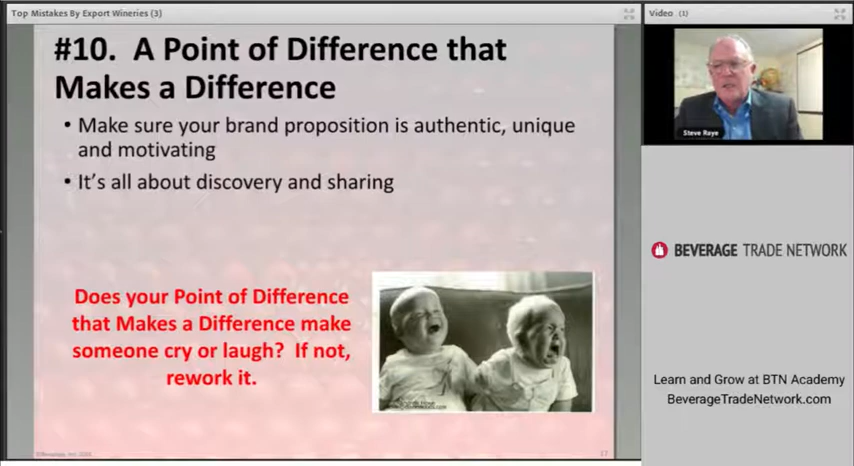 Top Mistakes By Export Wineries (3)
Video (1)
#10. A Point of Difference that
Makes a Difference
• Make sure your brand proposition is authentic, unique
and motivating
• It's all about discovery and sharing
Does your Point of Difference
that Makes a Difference make
someone cry or laugh? If not,
rework it.
17
Steve Raye
BEVERAGE TRADE NETWORK
Learn and Grow at BTN Academy
BeverageTradeNetwork.com